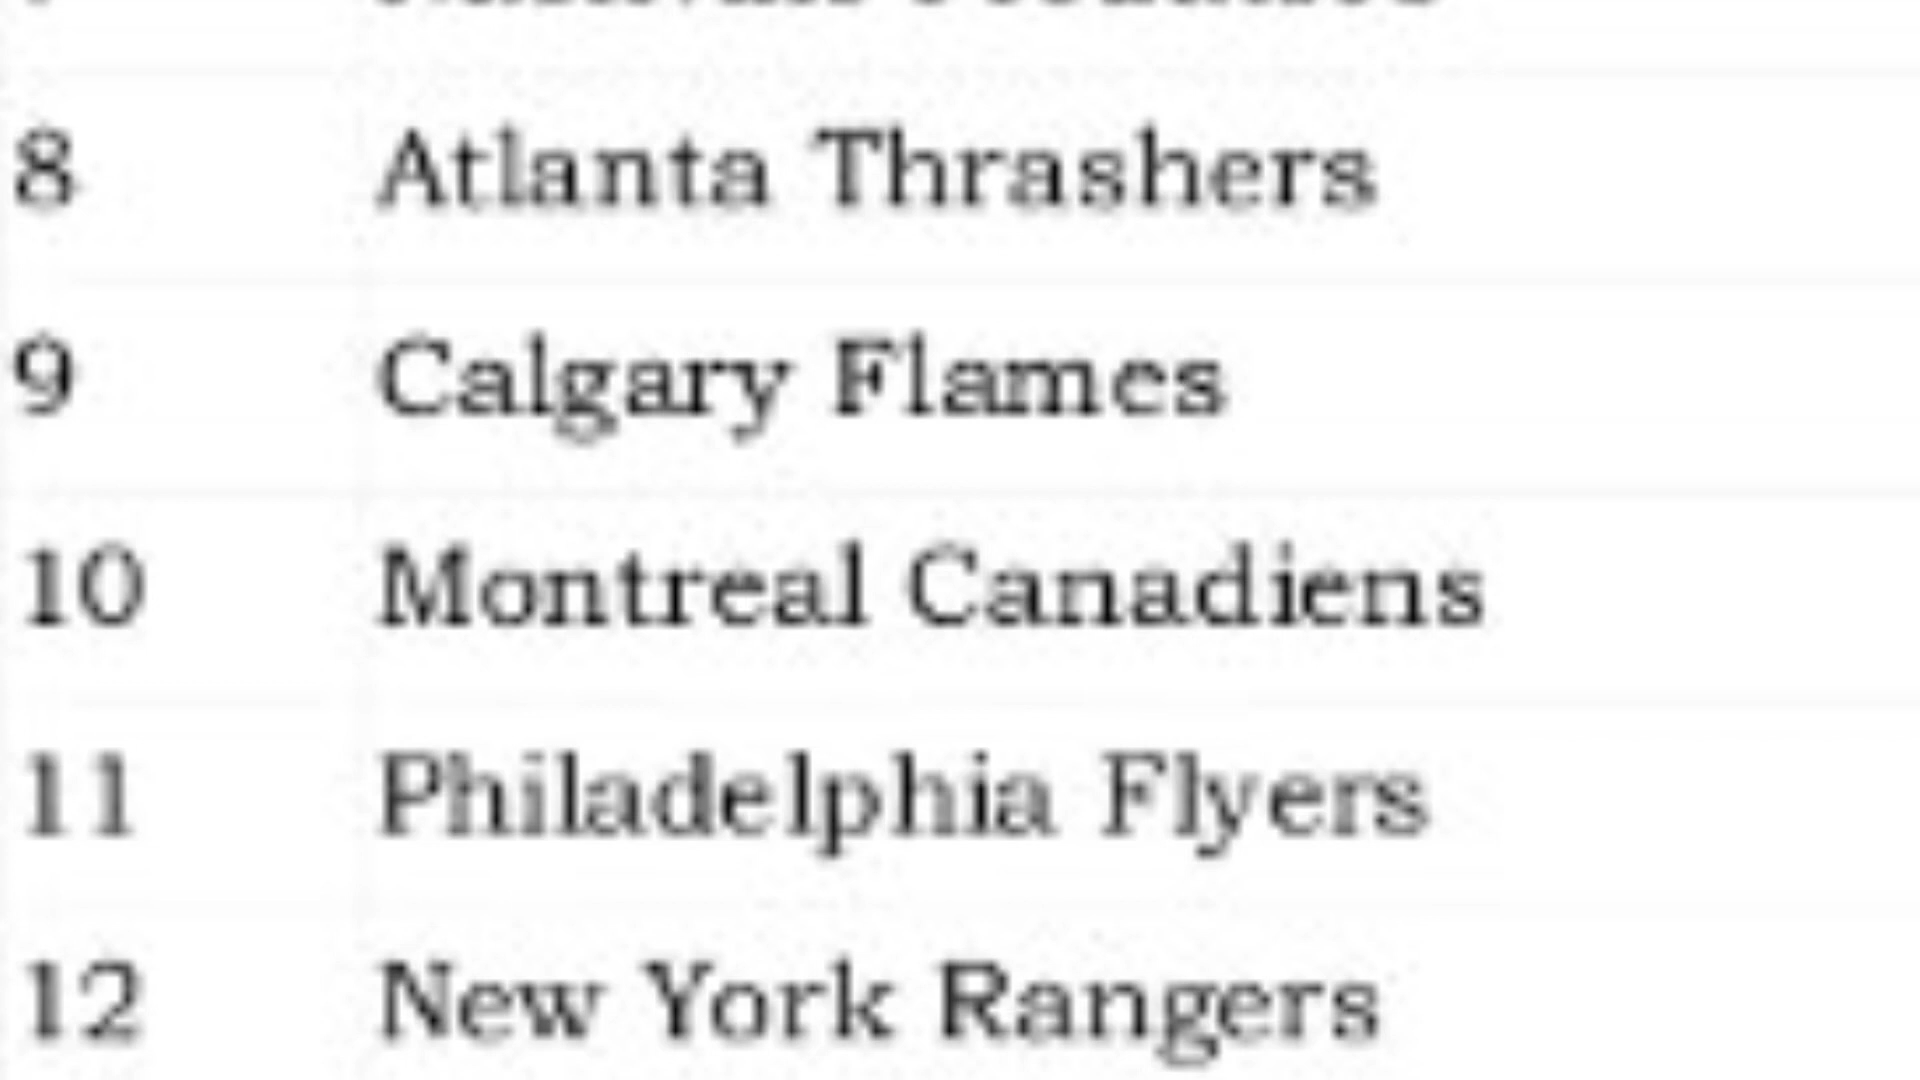 8 Atlanta Thrashers
9 Calgary Flames
10 Montreal Canadiens
11 Philadelphia Flyers
12 New York Rangers